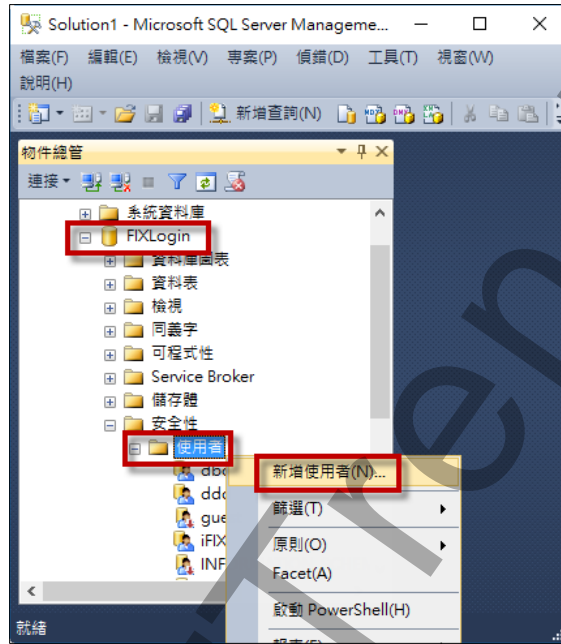 Solution1 - Microsoft SQL Server Manageme...
檔案(F) 編輯(E) 檢視(V) 專案(P) 偵錯(D) 工具(T) 視窗(W)
說明(H)
新增查詢(N)
物件總管
連接
系統資料庫
FIXLogin
資料庫圖表
資料表
檢視
同義字
可程式性
Service Broker
儲存體
安全性
使用者
dbo
新增使用者(N)...
篩選(T)
gue
原則(O)
iFIX
Facet(A)
INF
啟動 PowerShell(H)
就緒